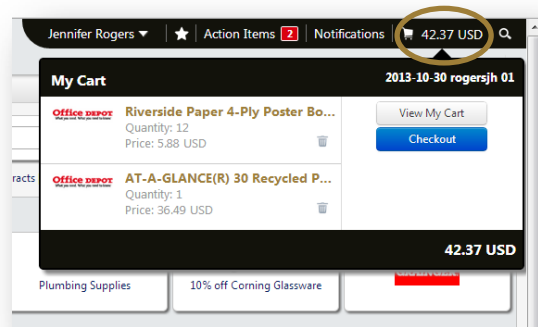 Jennifer Rogers ▼ ★ Action Items 2 Notifications 42.37 USD
My Cart 2013-10-30 rogersjh 01
Office DEPOT Riverside Paper 4-Ply Poster Bo...
Quantity: 12
Price: 5.88 USD
View My Cart
Checkout
racts
Office DEPOT AT-A-GLANCE(R) 30 Recycled P...
Quantity: 1
Price: 36.49 USD
42.37 USD
Plumbing Supplies 10% off Corning Glassware